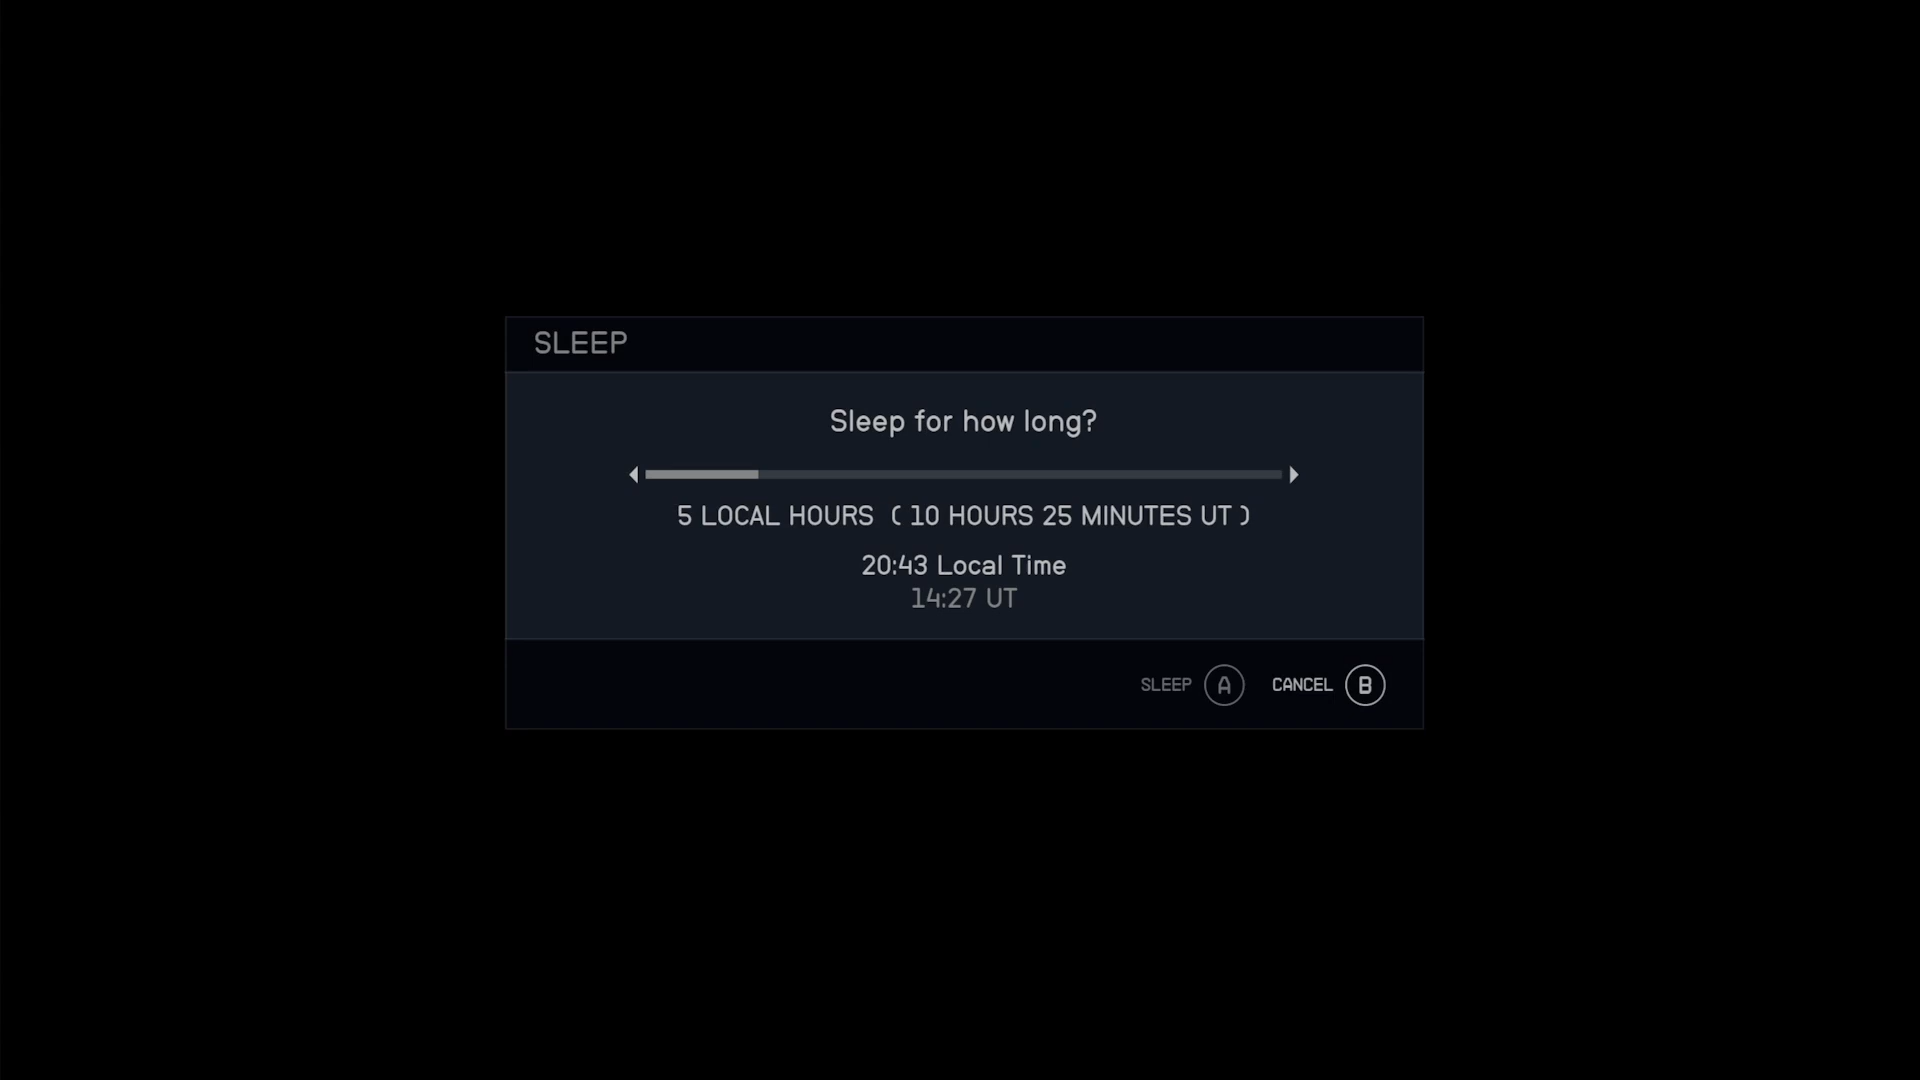 SLEEP
Sleep for how long?
5 LOCAL HOURS ( 10 HOURS 25 MINUTES UT )
20:43 Local Time
14:27 UT
SLEEP A CANCEL B